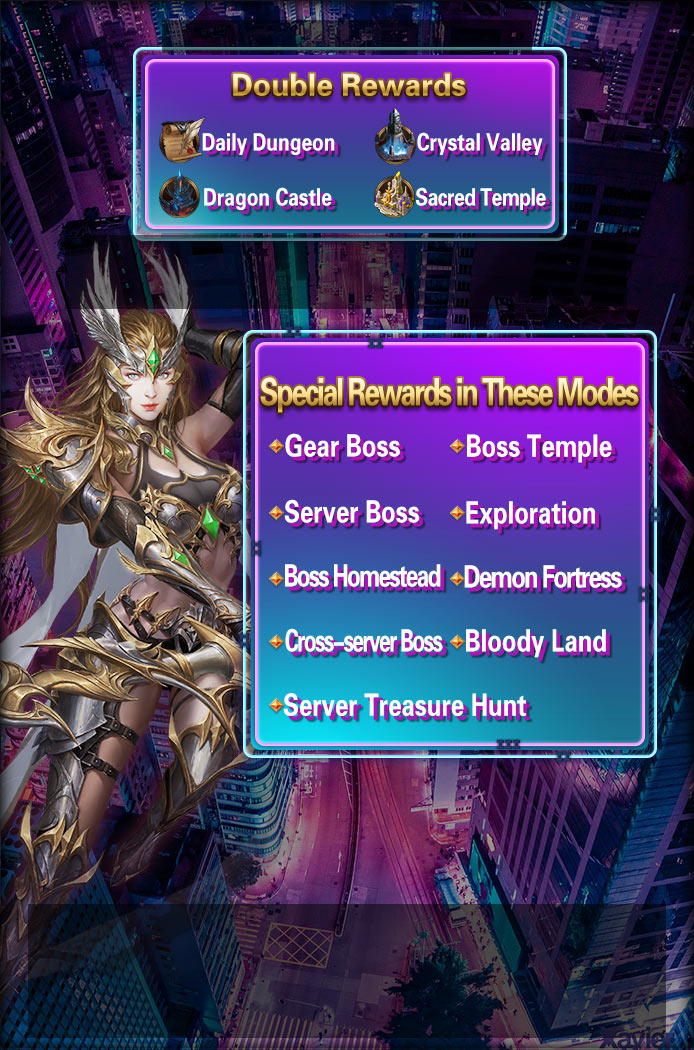 Double Rewards
Daily Dungeon
Crystal Valley
Dragon Castle
Sacred Temple
Special Rewards in These Modes
Gear Boss
Boss Temple
Server Boss
Exploration
Boss Homestead
Demon Fortress
Cross-server Boss
Bloody Land
Server Treasure Hunt